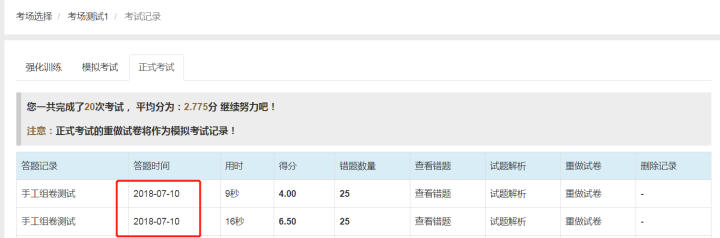 考场选择 / 考场测试1 / 考试记录
强化训练 模拟考试 正式考试
您一共完成了20次考试， 平均分为：2.775分 继续努力吧！
注意：正式考试的重做试卷将作为模拟考试记录！
答题记录 答题时间 用时 得分 错题数量 查看错题 试题解析 重做试卷 删除记录
手工组卷测试 2018-07-10 9秒 4.00 25 查看错题 试题解析 重做试卷 -
手工组卷测试 2018-07-10 16秒 6.50 25 查看错题 试题解析 重做试卷 -